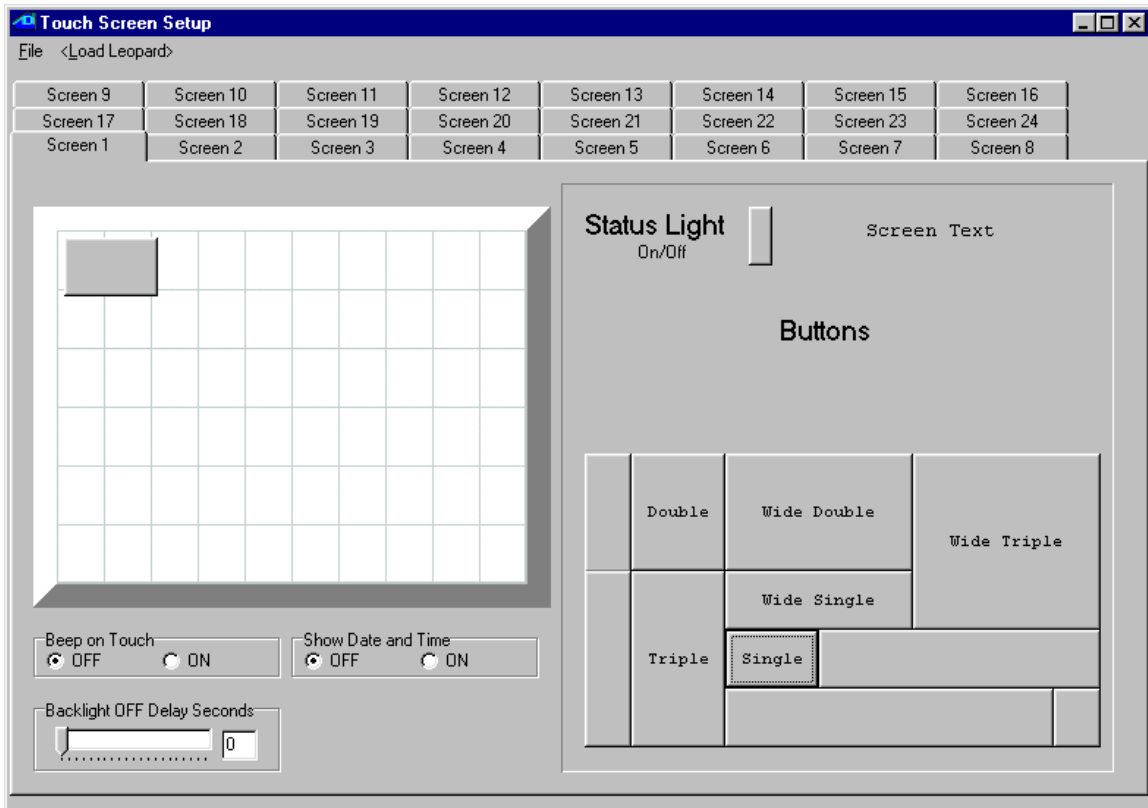 Touch Screen Setup
File <Load Leopard>
Screen 9 Screen 10 Screen 11 Screen 12 Screen 13 Screen 14 Screen 15 Screen 16
Screen 17 Screen 18 Screen 19 Screen 20 Screen 21 Screen 22 Screen 23 Screen 24
Screen 1 Screen 2 Screen 3 Screen 4 Screen 5 Screen 6 Screen 7 Screen 8
Status Light Screen Text
On/Off
Buttons
Double Wide Double
Wide Triple
Wide Single
Triple Single
Beep on Touch Show Date and Time
OFF ON OFF ON
Backlight OFF Delay Seconds
0